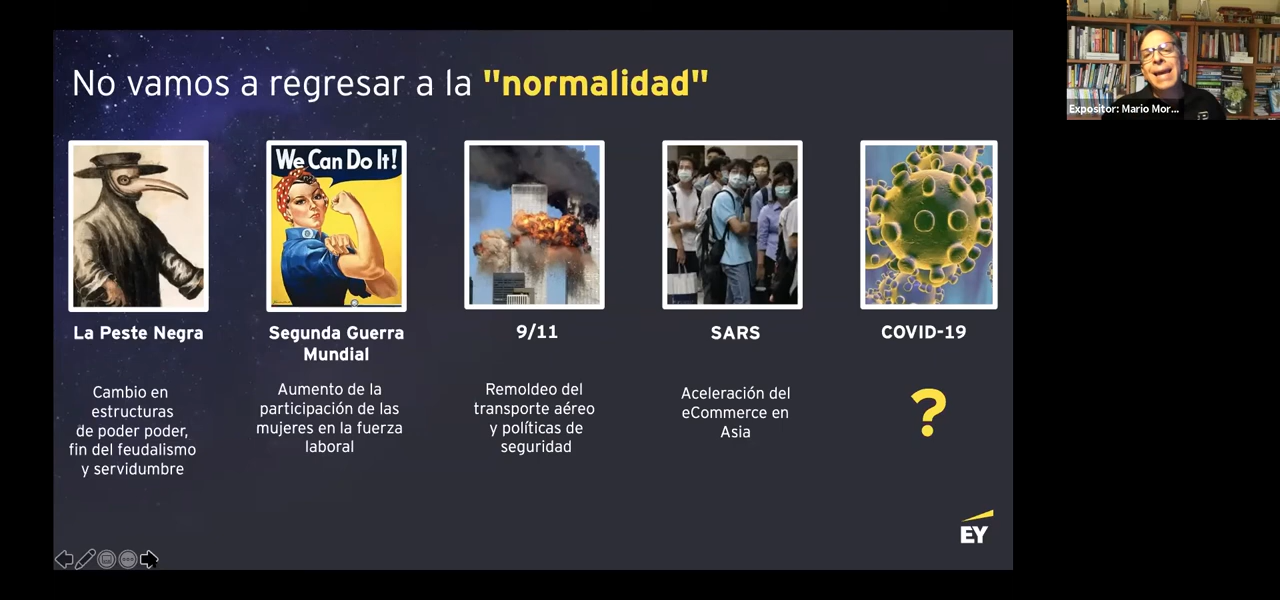 No vamos a regresar a la "normalidad"
We Can Do It!
La Peste Negra
Cambio en
estructuras
de poder poder,
fin del feudalismo
y servidumbre
Segunda Guerra
Mundial
Aumento de la
participación de las
mujeres en la fuerza
laboral
9/11
Remoldeo del
transporte aéreo
y políticas de
seguridad
SARS
Aceleración del
eCommerce en
Asia
COVID-19
?
EY
Expositor: Mario Mor...